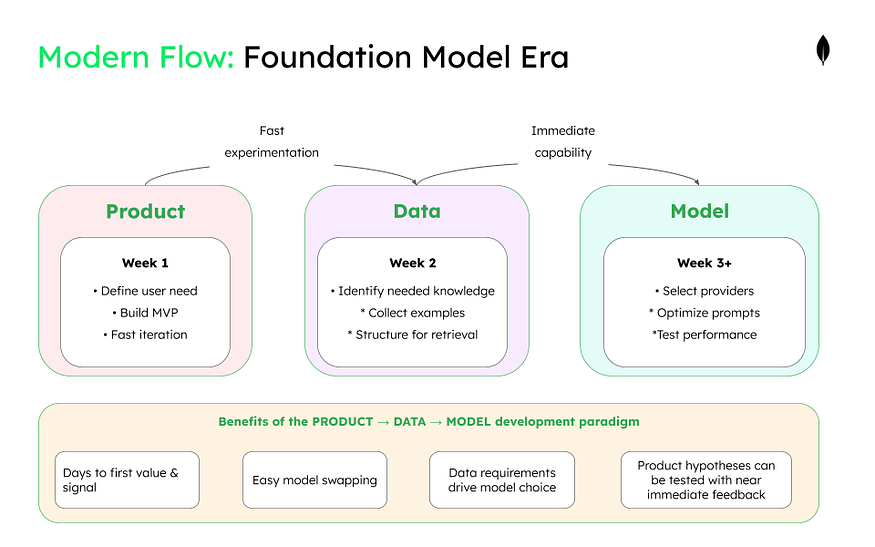 Modern Flow: Foundation Model Era
Fast
experimentation
Immediate
capability
Product
Week 1
• Define user need
• Build MVP
• Fast iteration
Data
Week 2
• Identify needed knowledge
* Collect examples
* Structure for retrieval
Model
Week 3+
• Select providers
* Optimize prompts
*Test performance
Benefits of the PRODUCT → DATA → MODEL development paradigm
Days to first value &
signal
Easy model swapping
Data requirements
drive model choice
Product hypotheses can
be tested with near
immediate feedback